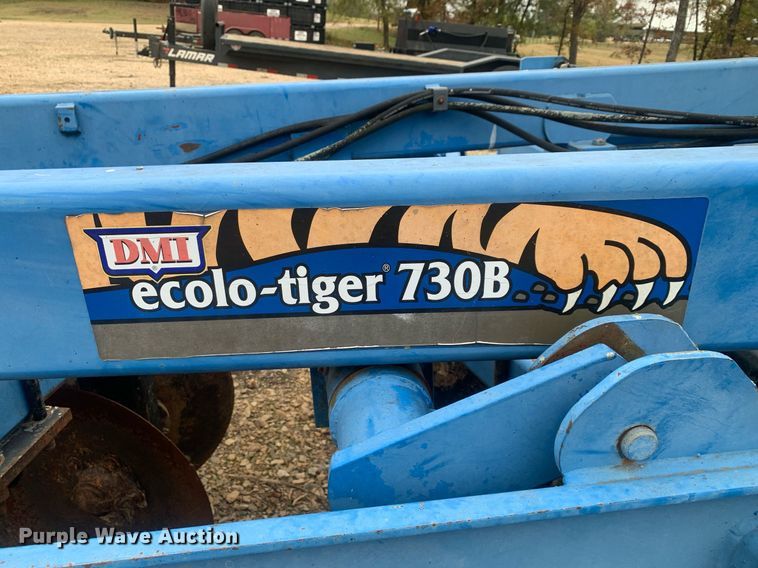 LAMAR
DMI
ecolo-tiger® 730B
Purple Wave Auction